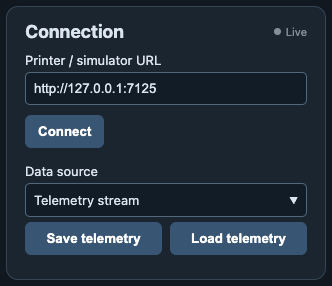 Connection
Live
Printer / simulator URL
http://127.0.0.1:7125
Connect
Data source
Telemetry stream
Save telemetry
Load telemetry